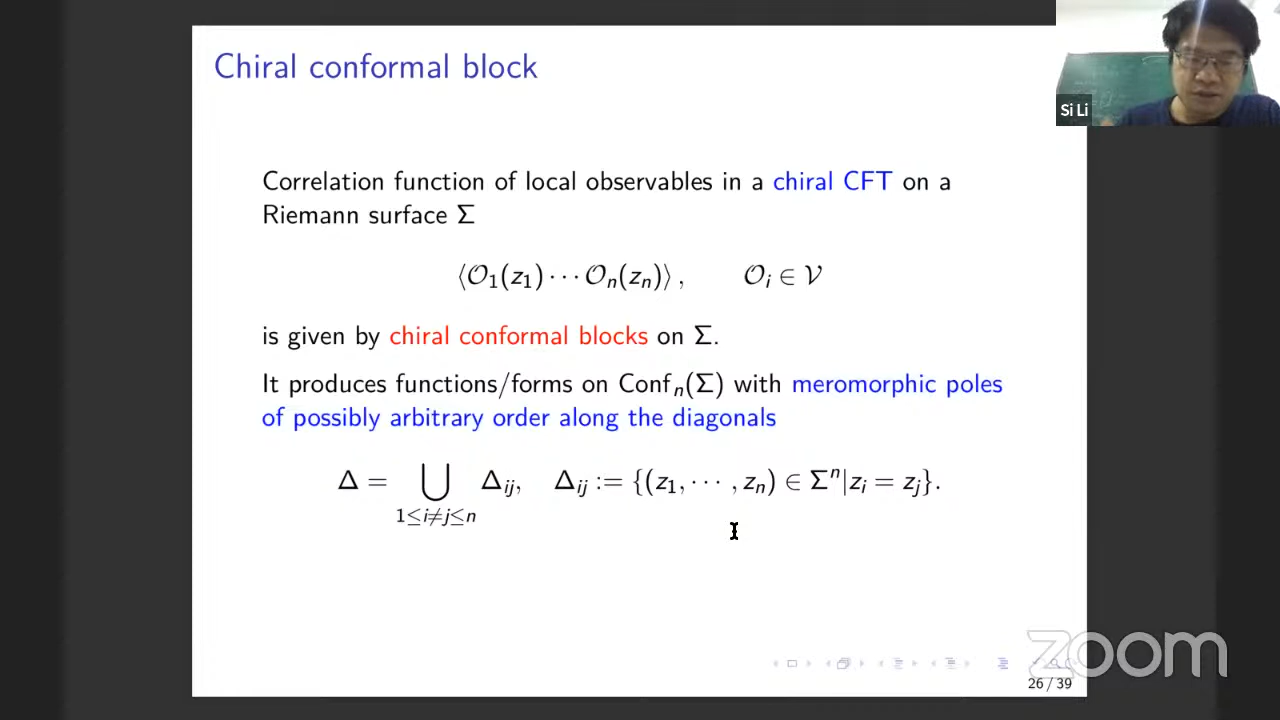 Chiral conformal block
Si Li
Correlation function of local observables in a chiral CFT on a
Riemann surface Σ
⟨𝒪₁(z₁) ⋯ 𝒪ₙ(zₙ)⟩ , 𝒪ᵢ ∈ 𝒱
is given by chiral conformal blocks on Σ.
It produces functions/forms on Confₙ(Σ) with meromorphic poles
of possibly arbitrary order along the diagonals
Δ = ⋃ Δᵢⱼ, Δᵢⱼ := {(z₁, ⋯ , zₙ) ∈ Σⁿ|zᵢ = zⱼ}.
1≤i≠j≤n
zoom
26 / 39